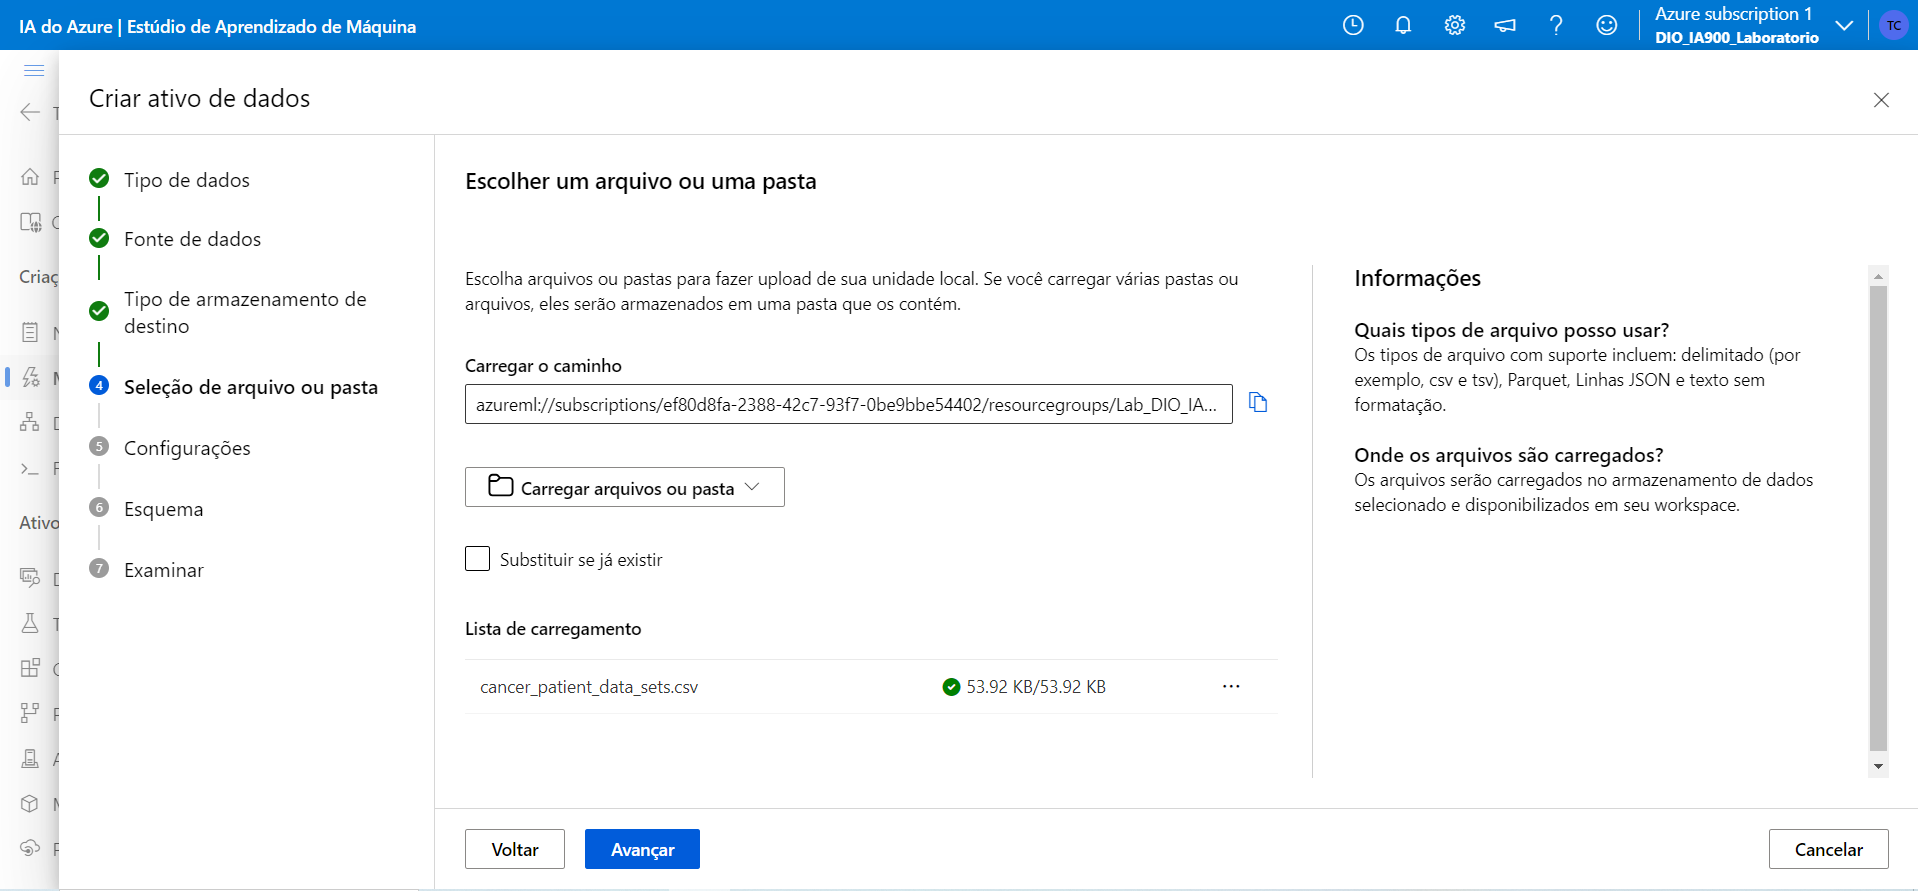 IA do Azure | Estúdio de Aprendizado de Máquina
Azure subscription 1
DIO_IA900_Laboratorio
TC
Criar ativo de dados
Tipo de dados
Fonte de dados
Tipo de armazenamento de
destino
4 Seleção de arquivo ou pasta
5 Configurações
6 Esquema
7 Examinar
Criaç
Ativo
Escolher um arquivo ou uma pasta
Escolha arquivos ou pastas para fazer upload de sua unidade local. Se você carregar várias pastas ou
arquivos, eles serão armazenados em uma pasta que os contém.
Carregar o caminho
azureml://subscriptions/ef80d8fa-2388-42c7-93f7-0be9bbe54402/resourcegroups/Lab_DIO_IA...
Carregar arquivos ou pasta
Substituir se já existir
Lista de carregamento
cancer_patient_data_sets.csv 53.92 KB/53.92 KB
Informações
Quais tipos de arquivo posso usar?
Os tipos de arquivo com suporte incluem: delimitado (por
exemplo, csv e tsv), Parquet, Linhas JSON e texto sem
formatação.
Onde os arquivos são carregados?
Os arquivos serão carregados no armazenamento de dados
selecionado e disponibilizados em seu workspace.
Voltar
Avançar
Cancelar